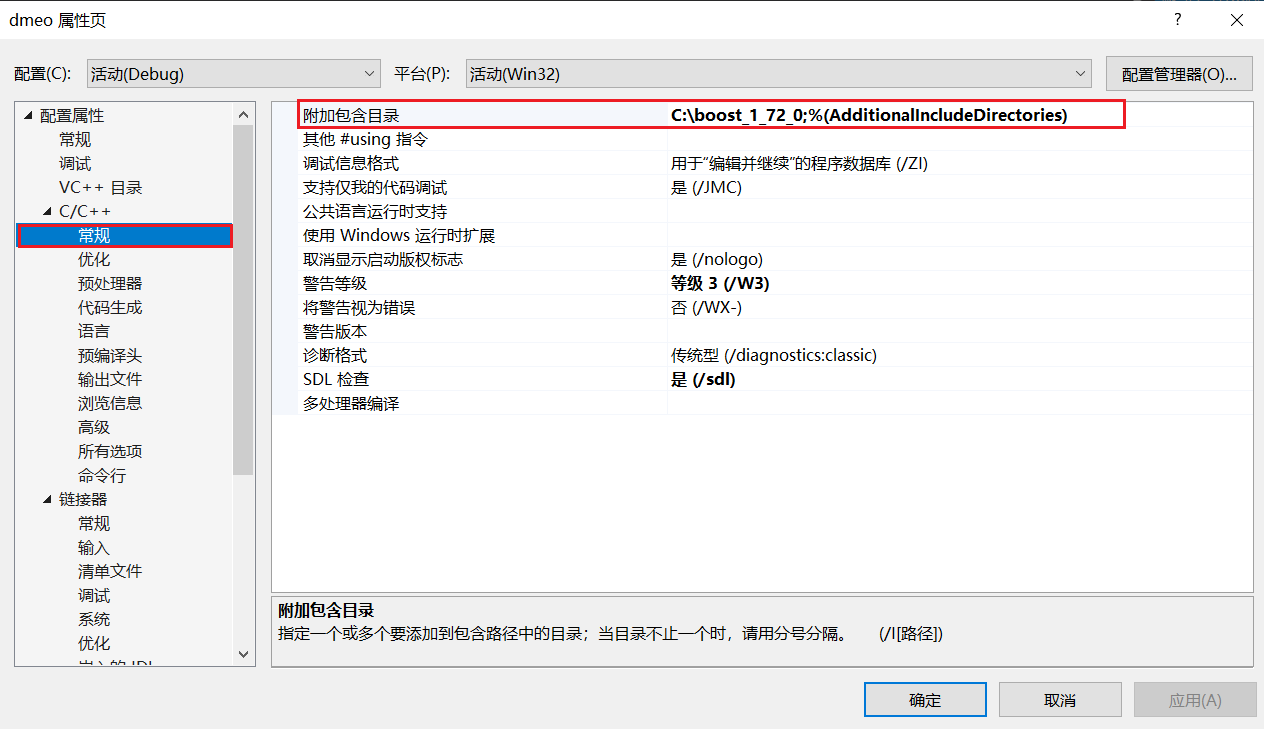 dmeo 属性页
配置(C): 活动(Debug) 平台(P): 活动(Win32) 配置管理器(O)...
配置属性
常规
调试
VC++ 目录
C/C++
常规
优化
预处理器
代码生成
语言
预编译头
输出文件
浏览信息
高级
所有选项
命令行
链接器
常规
输入
清单文件
调试
系统
优化
附加包含目录 C:\boost_1_72_0;%(AdditionalIncludeDirectories)
其他 #using 指令
调试信息格式 用于“编辑并继续”的程序数据库 (/ZI)
支持仅我的代码调试 是 (/JMC)
公共语言运行时支持
使用 Windows 运行时扩展
取消显示启动版权标志 是 (/nologo)
警告等级 等级 3 (/W3)
将警告视为错误 否 (/WX-)
警告版本
诊断格式 传统型 (/diagnostics:classic)
SDL 检查 是 (/sdl)
多处理器编译
附加包含目录
指定一个或多个要添加到包含路径中的目录；当目录不止一个时，请用分号分隔。 (/I[路径])
确定 取消 应用(A)